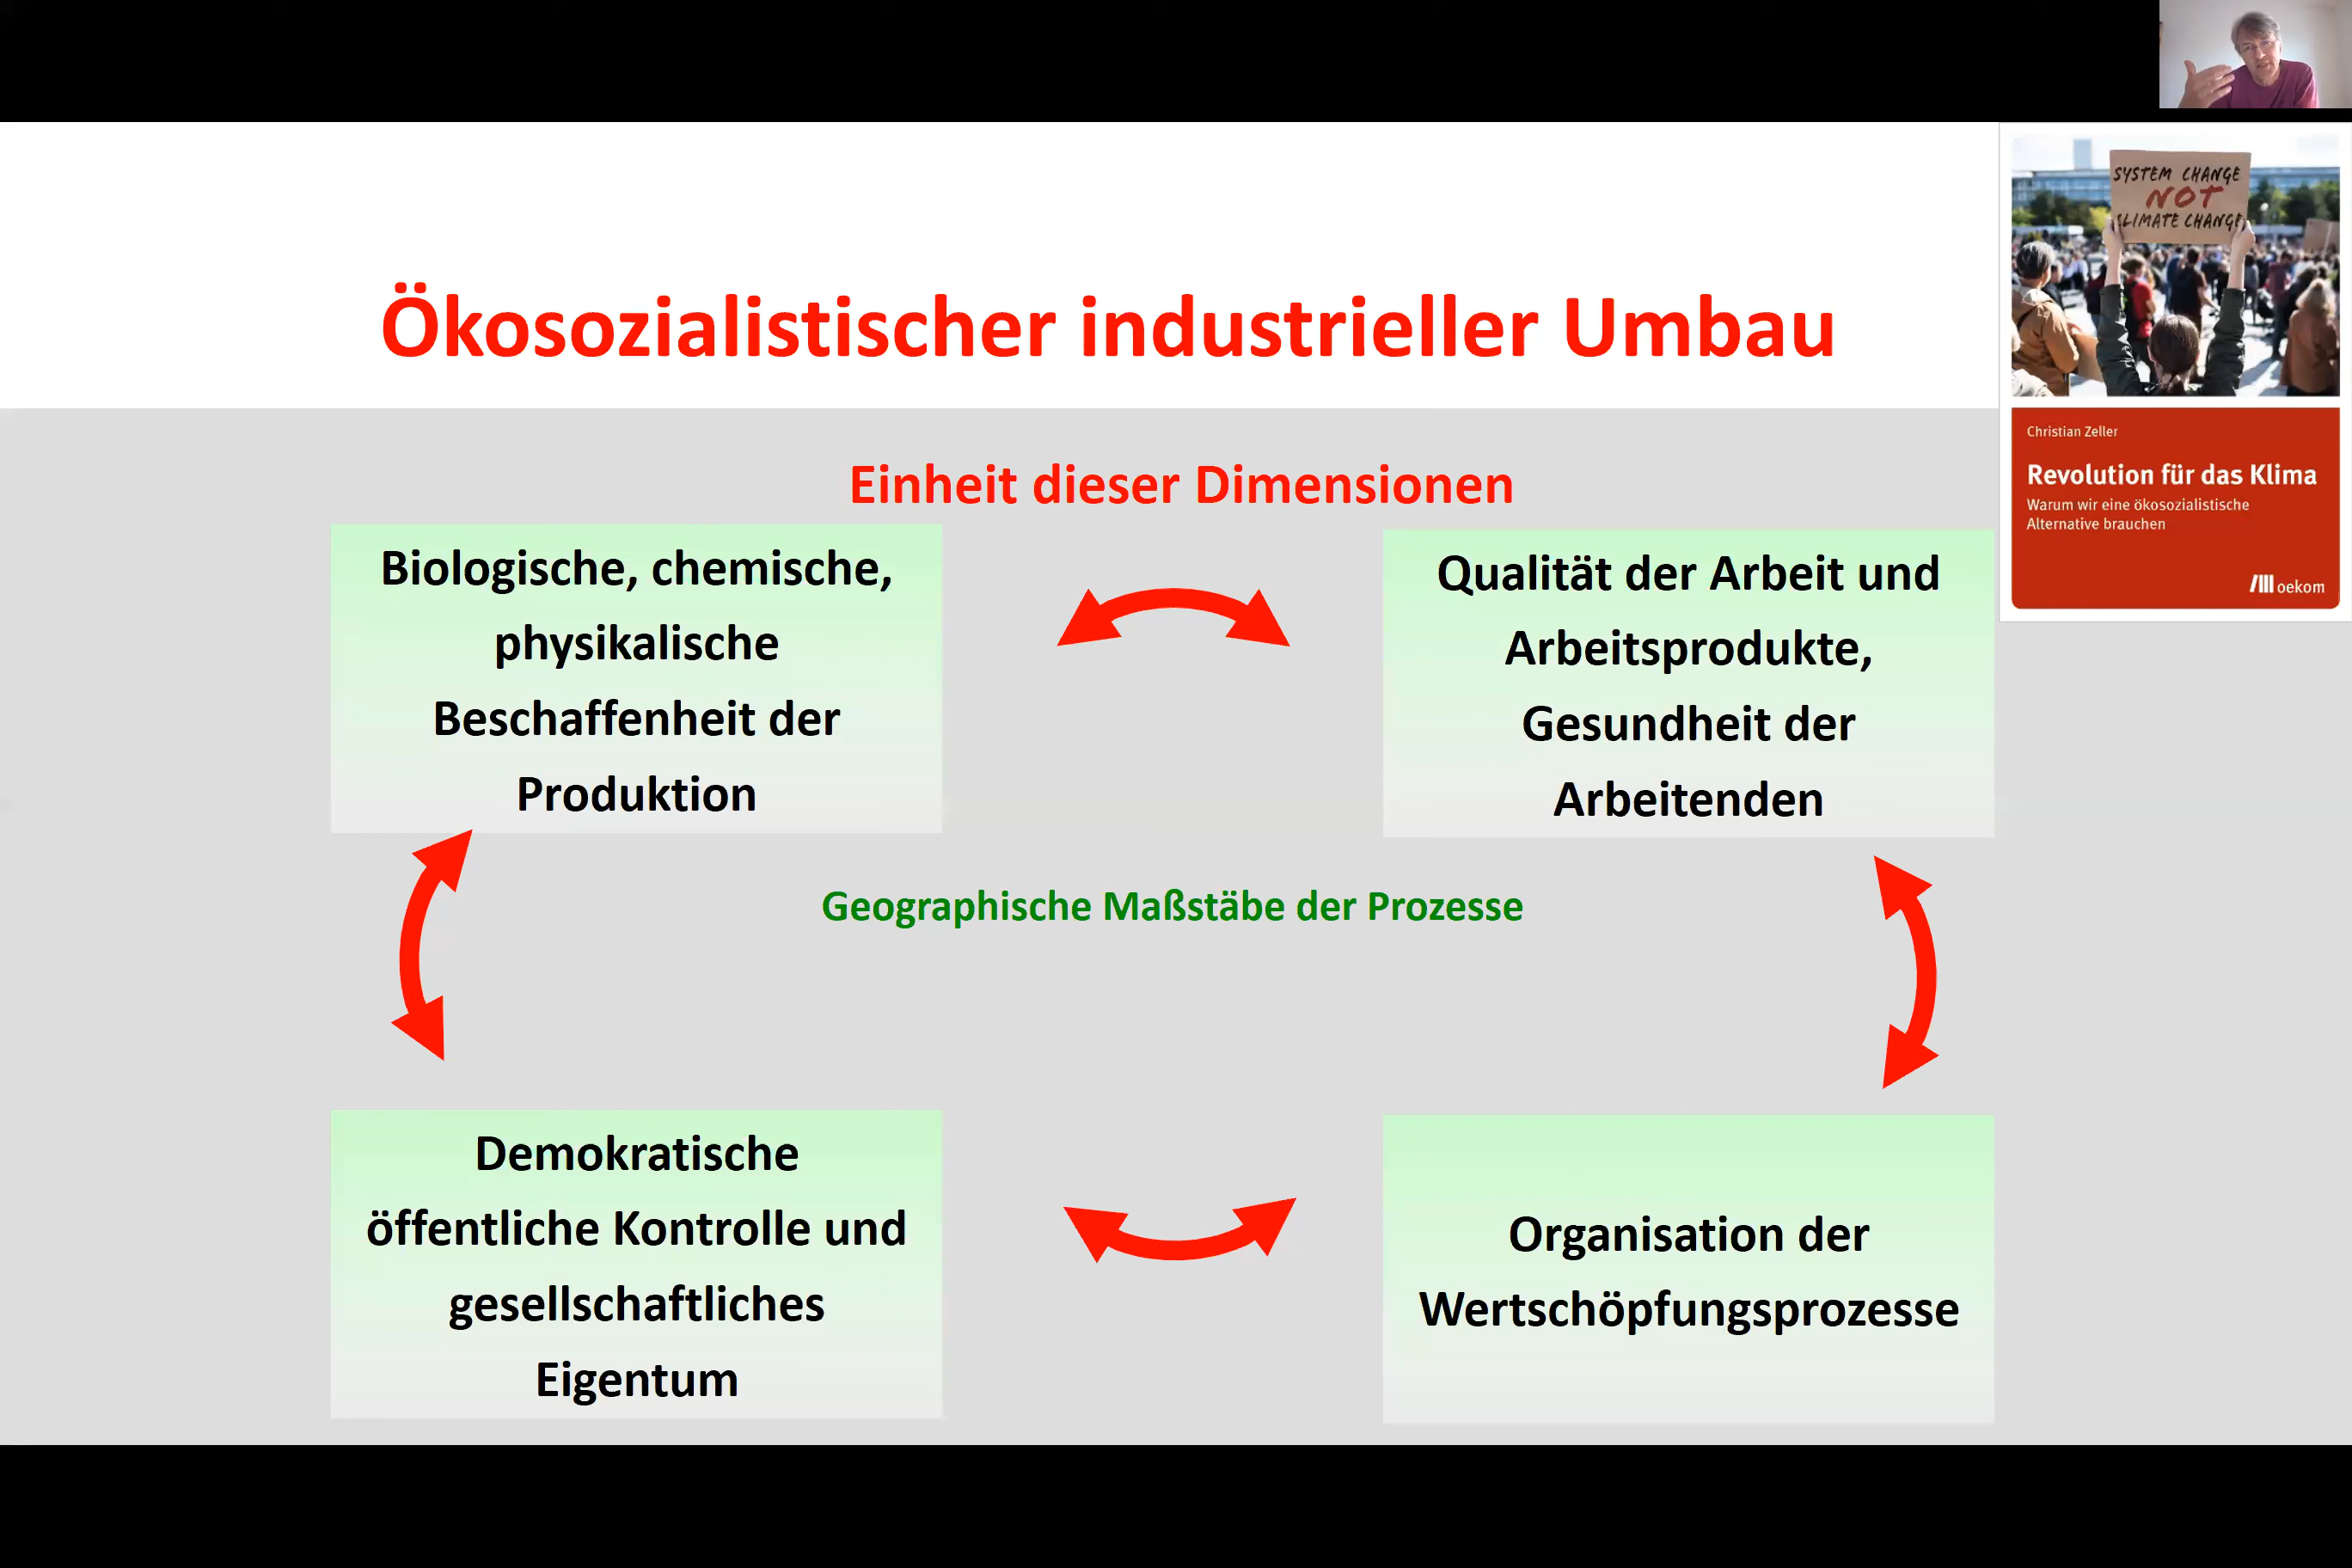 SYSTEM CHANGE
NOT
CLIMATE CHANGE
Ökosozialistischer industrieller Umbau
Christian Zeller
Revolution für das Klima
Warum wir eine ökosozialistische
Alternative brauchen
oekom
Einheit dieser Dimensionen
Biologische, chemische,
physikalische
Beschaffenheit der
Produktion
Qualität der Arbeit und
Arbeitsprodukte,
Gesundheit der
Arbeitenden
Geographische Maßstäbe der Prozesse
Demokratische
öffentliche Kontrolle und
gesellschaftliches
Eigentum
Organisation der
Wertschöpfungsprozesse